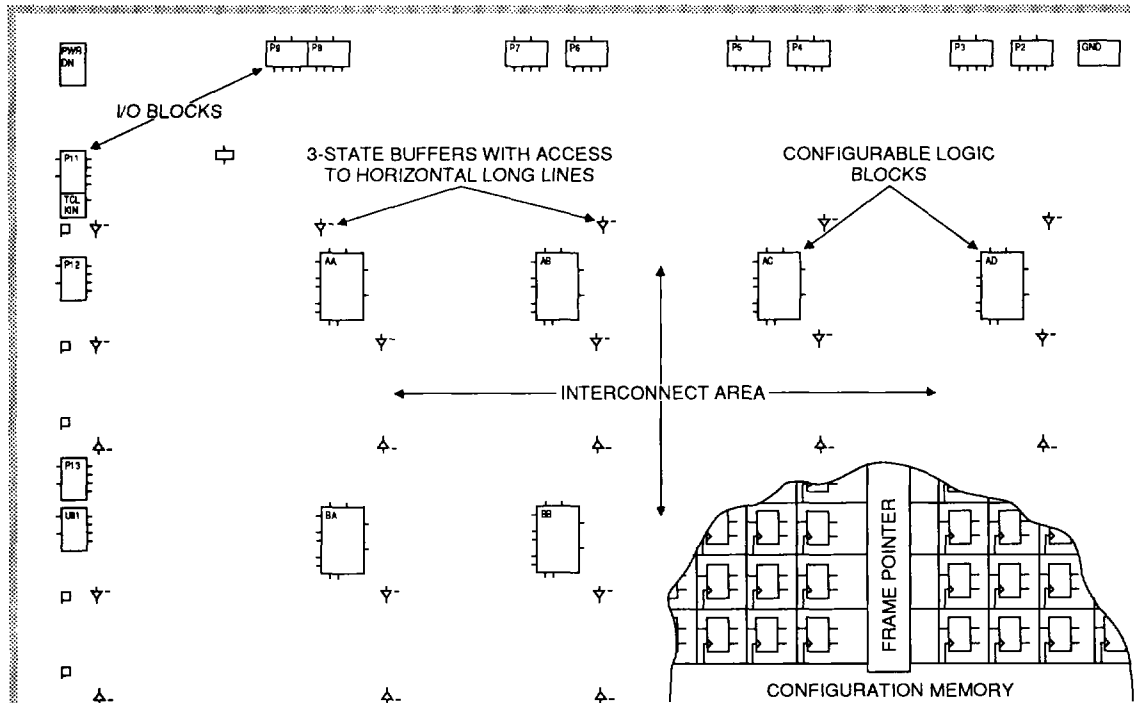 PWR
DN
P9
P8
P7
P6
P5
P4
P3
P2
GND
I/O BLOCKS
P11
TCL
KIN
3-STATE BUFFERS WITH ACCESS
TO HORIZONTAL LONG LINES
CONFIGURABLE LOGIC
BLOCKS
P12
AA
AB
AC
AD
INTERCONNECT AREA
P13
BA
BB
FRAME POINTER
CONFIGURATION MEMORY